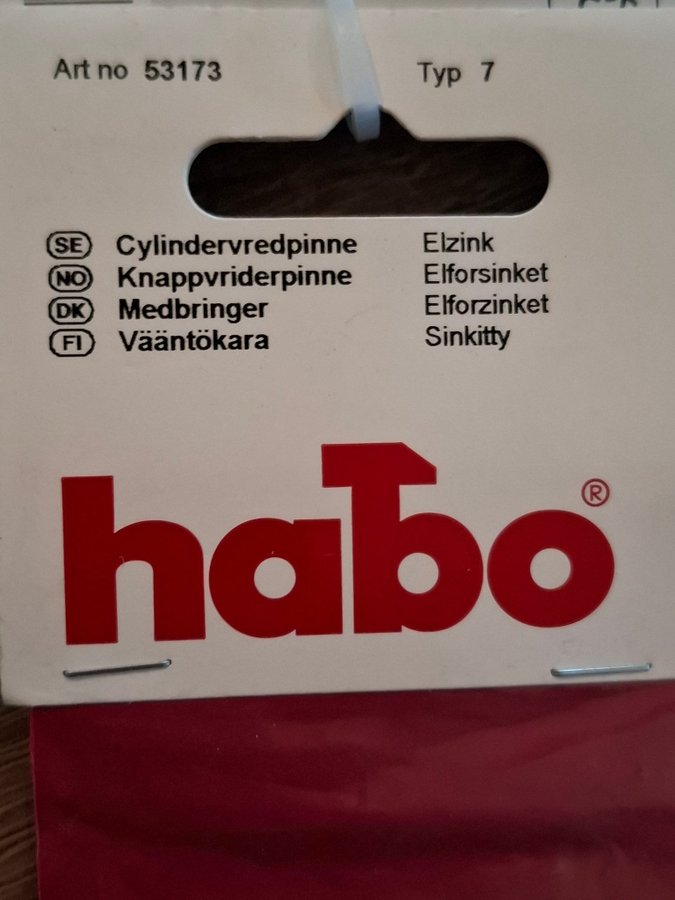 Art no 53173 Typ 7
SE Cylindervredpinne Elzink
NO Knappvriderpinne Elforsinket
DK Medbringer Elforzinket
FI Vääntökara Sinkitty
habo®